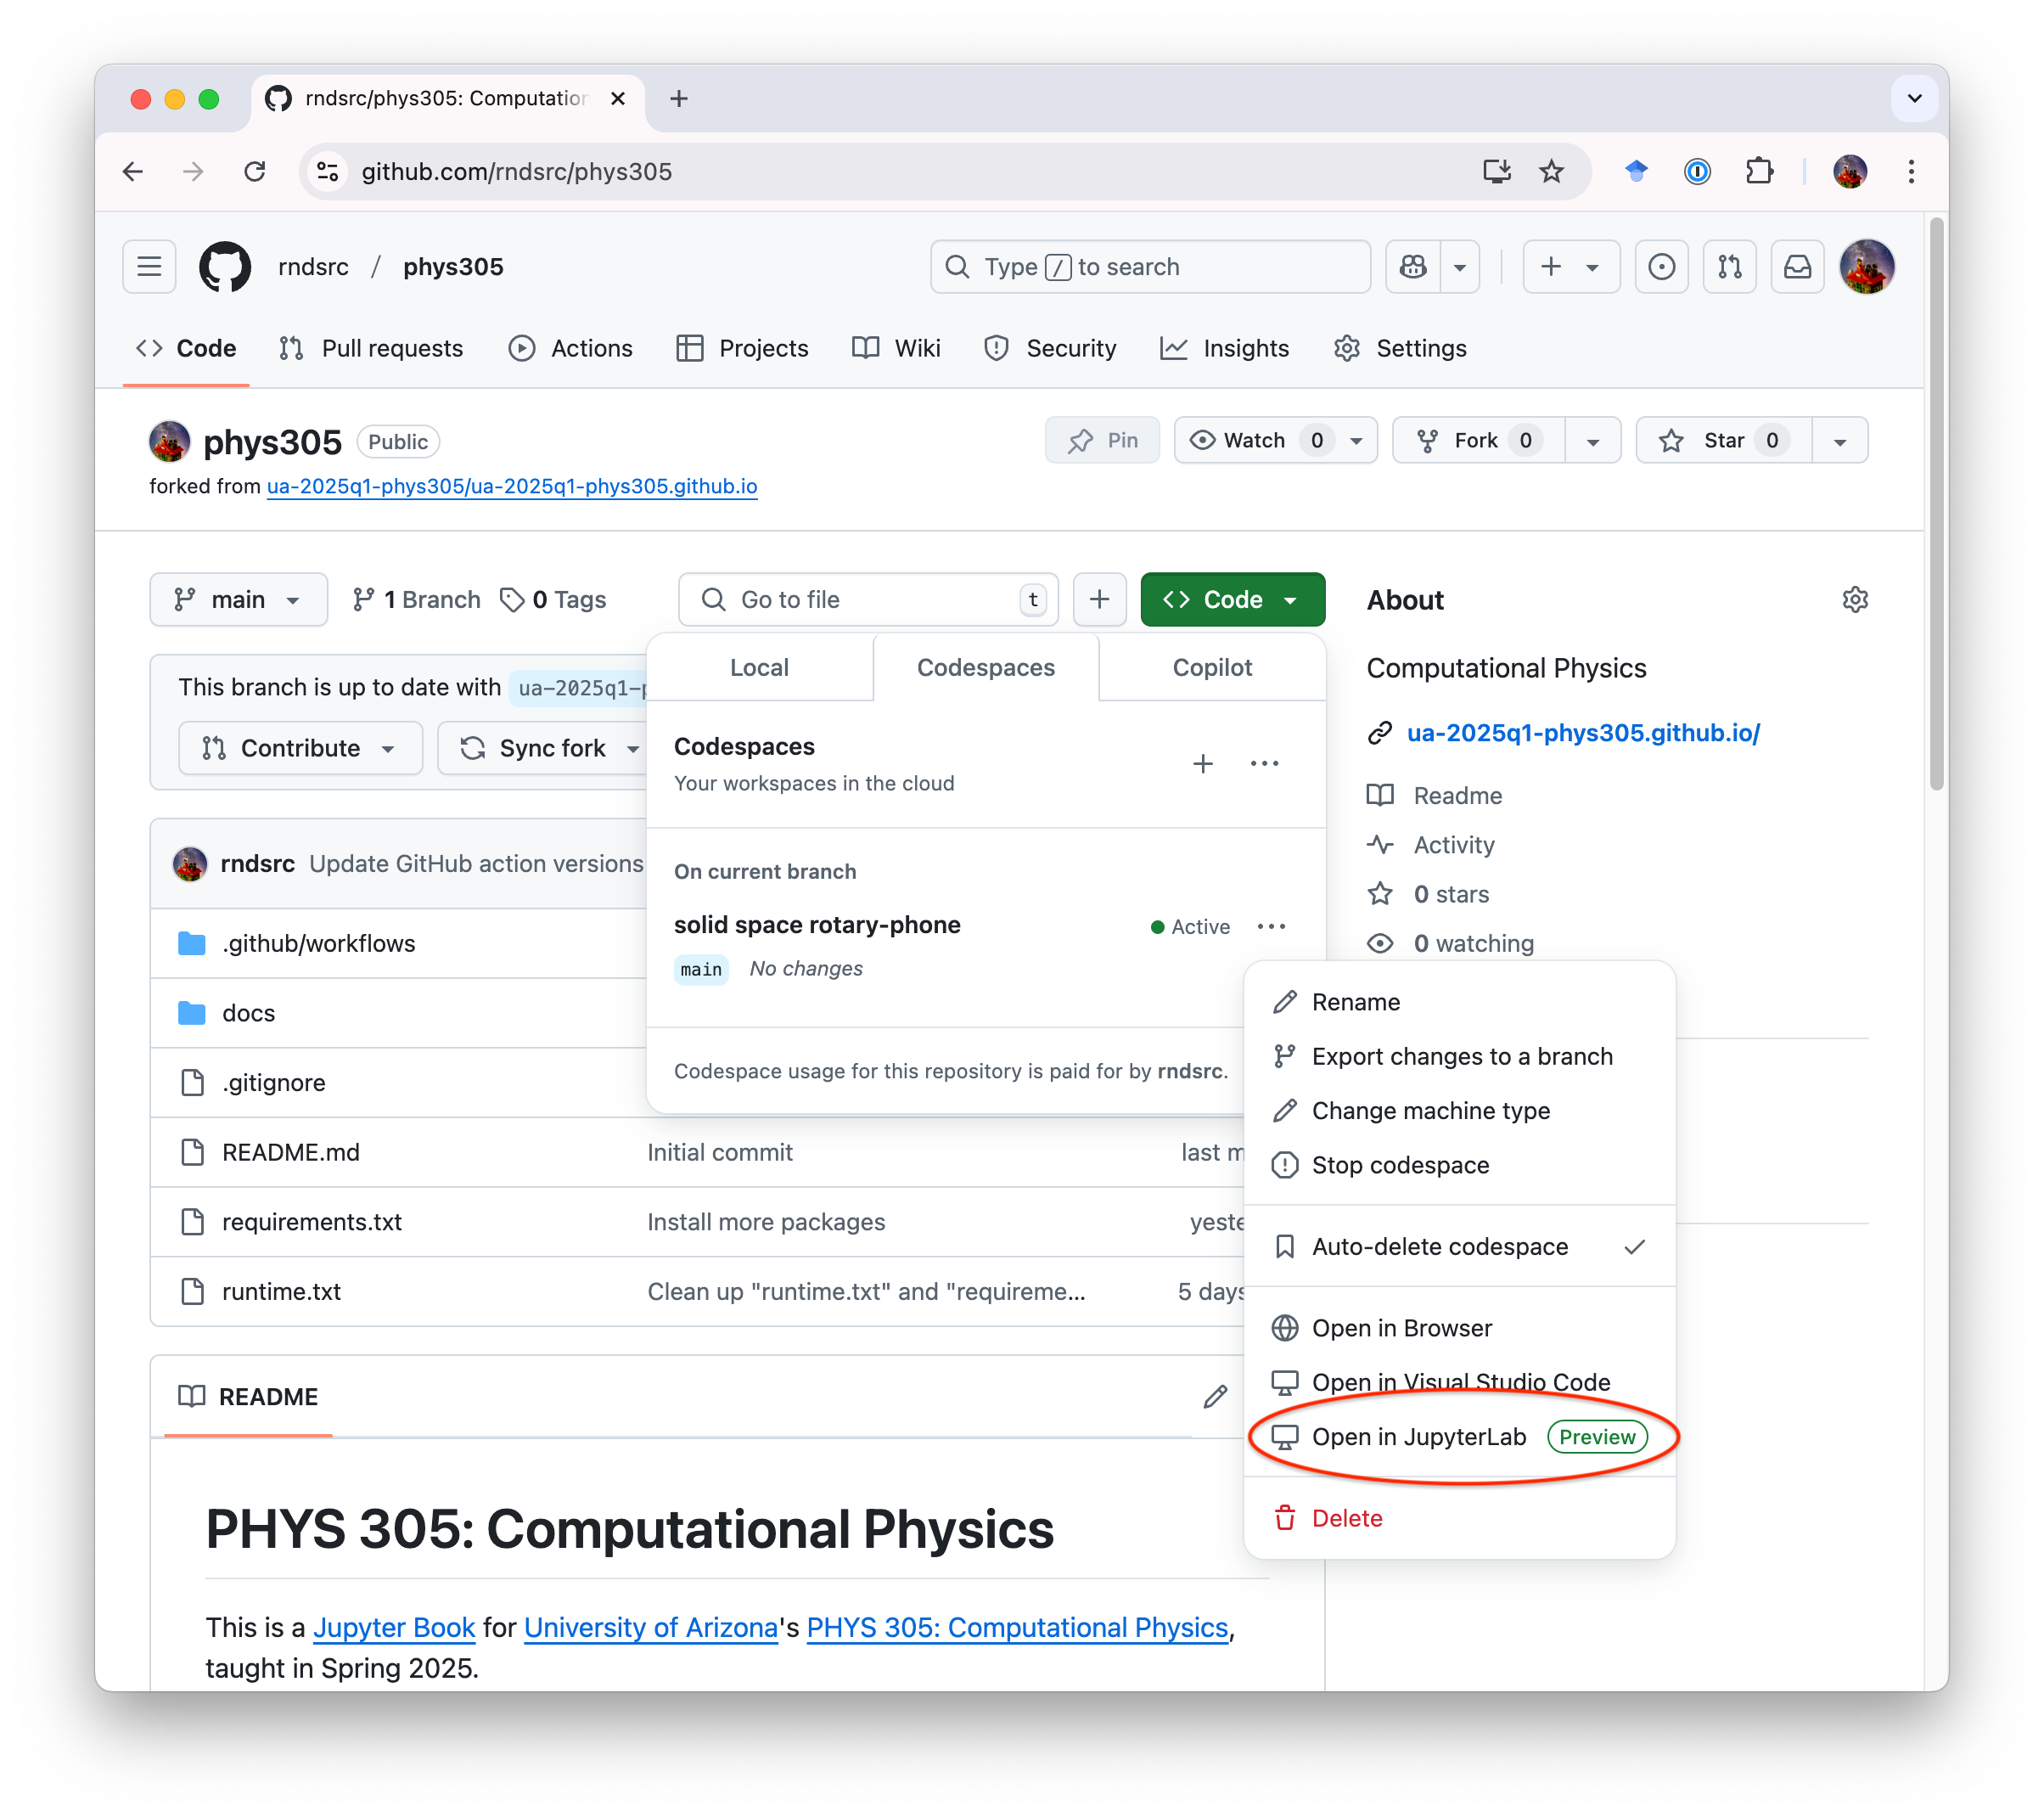 rndsrc/phys305: Computation
github.com/rndsrc/phys305
rndsrc / phys305
Type / to search
Code Pull requests Actions Projects Wiki Security Insights Settings
phys305 Public
Pin Watch 0 Fork 0 Star 0
forked from ua-2025q1-phys305/ua-2025q1-phys305.github.io
main 1 Branch 0 Tags
Go to file t
Code
About
Local Codespaces Copilot
Computational Physics
This branch is up to date with ua-2025q1-p
ua-2025q1-phys305.github.io/
Contribute Sync fork
Codespaces
Your workspaces in the cloud
Readme
Activity
0 stars
0 watching
rndsrc Update GitHub action versions
On current branch
solid space rotary-phone Active
main No changes
Codespace usage for this repository is paid for by rndsrc.
.github/workflows
docs
.gitignore
README.md Initial commit last m
requirements.txt Install more packages yeste
runtime.txt Clean up "runtime.txt" and "requireme... 5 days
Rename
Export changes to a branch
Change machine type
Stop codespace
Auto-delete codespace
Open in Browser
Open in Visual Studio Code
Open in JupyterLab Preview
Delete
README
PHYS 305: Computational Physics
This is a Jupyter Book for University of Arizona's PHYS 305: Computational Physics,
taught in Spring 2025.